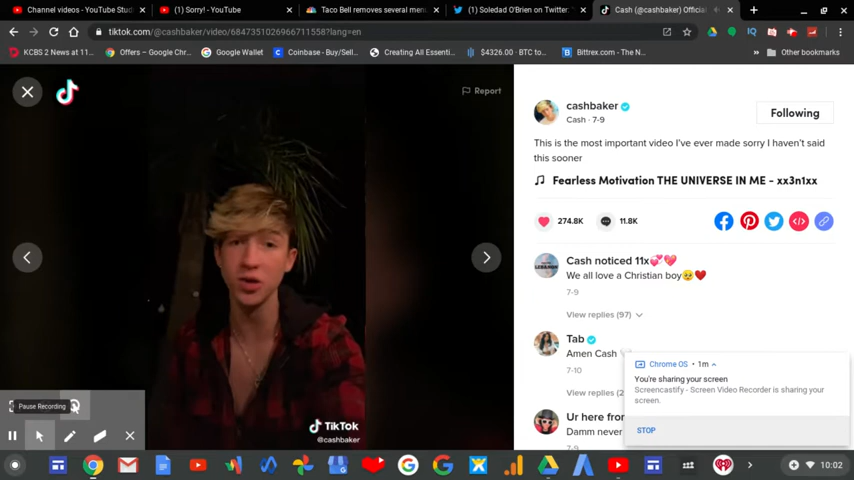 Channel videos - YouTube Stud
(1) Sorry! - YouTube
Taco Bell removes several menu
(1) Soledad O'Brien on Twitter: "
Cash (@cashbaker) Official
tiktok.com/@cashbaker/video/6847351026966711558?lang=en
KCBS 2 News at 11...
Offers – Google Chr...
Google Wallet
Coinbase - Buy/Sell...
Creating All Essenti...
$4326.00 - BTC to...
Bittrex.com - The N...
Other bookmarks
Report
cashbaker
Cash · 7-9
Following
This is the most important video I've ever made sorry I haven't said
this sooner
Fearless Motivation THE UNIVERSE IN ME - xx3n1xx
274.8K
11.8K
Cash noticed 11x💞💖
We all love a Christian boy🥺❤️
7-9
View replies (97)
Tab
Amen Cash
7-10
View replies (2
Ur here from
Damm never
7-9
Chrome OS • 1m
You're sharing your screen
Screencastify - Screen Video Recorder is sharing your
screen.
STOP
Pause Recording
TikTok
@cashbaker
10:02